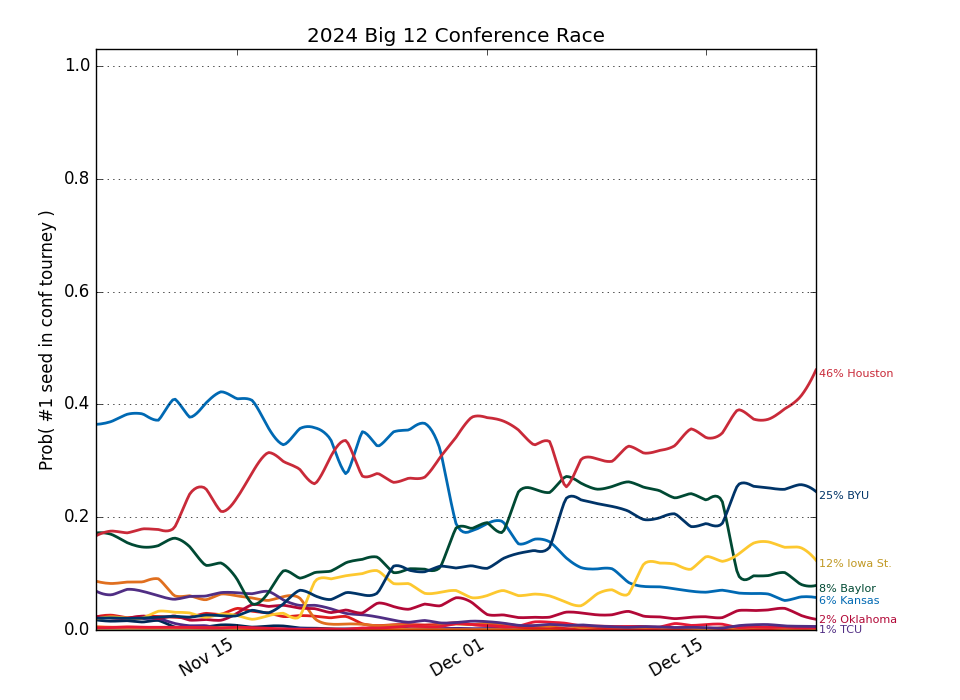 2024 Big 12 Conference Race
Prob( #1 seed in conf tourney )
1.0
0.8
0.6
0.4
0.2
0.0
Nov 15
Dec 01
Dec 15
46% Houston
25% BYU
12% Iowa St.
8% Baylor
6% Kansas
2% Oklahoma
1% TCU